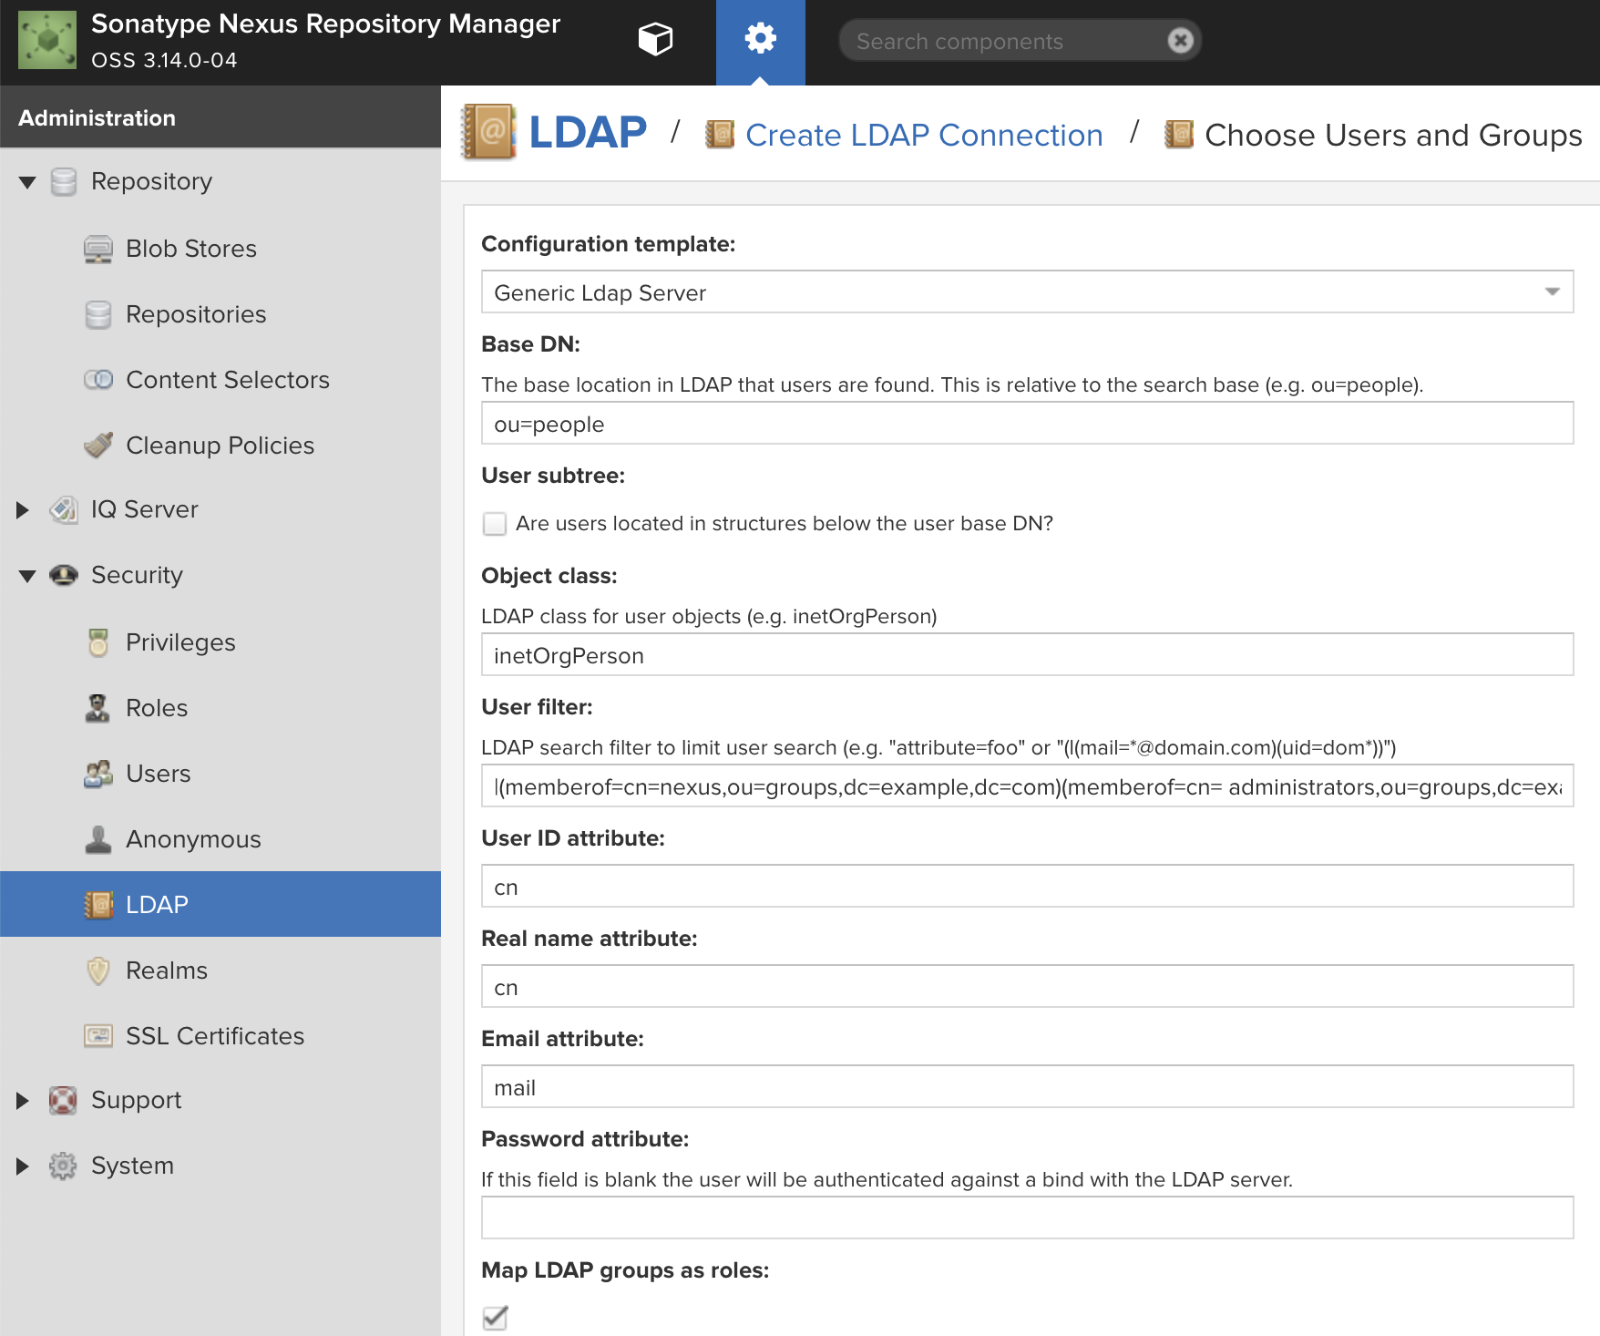 Sonatype Nexus Repository Manager
OSS 3.14.0-04
Search components
Administration
LDAP / Create LDAP Connection / Choose Users and Groups
Repository
Blob Stores
Repositories
Content Selectors
Cleanup Policies
IQ Server
Security
Privileges
Roles
Users
Anonymous
LDAP
Realms
SSL Certificates
Support
System
Configuration template:
Generic Ldap Server
Base DN:
The base location in LDAP that users are found. This is relative to the search base (e.g. ou=people).
ou=people
User subtree:
Are users located in structures below the user base DN?
Object class:
LDAP class for user objects (e.g. inetOrgPerson)
inetOrgPerson
User filter:
LDAP search filter to limit user search (e.g. "attribute=foo" or "(|(mail=*@domain.com)(uid=dom*))")
|(memberof=cn=nexus,ou=groups,dc=example,dc=com)(memberof=cn= administrators,ou=groups,dc=exa
User ID attribute:
cn
Real name attribute:
cn
Email attribute:
mail
Password attribute:
If this field is blank the user will be authenticated against a bind with the LDAP server.
Map LDAP groups as roles: